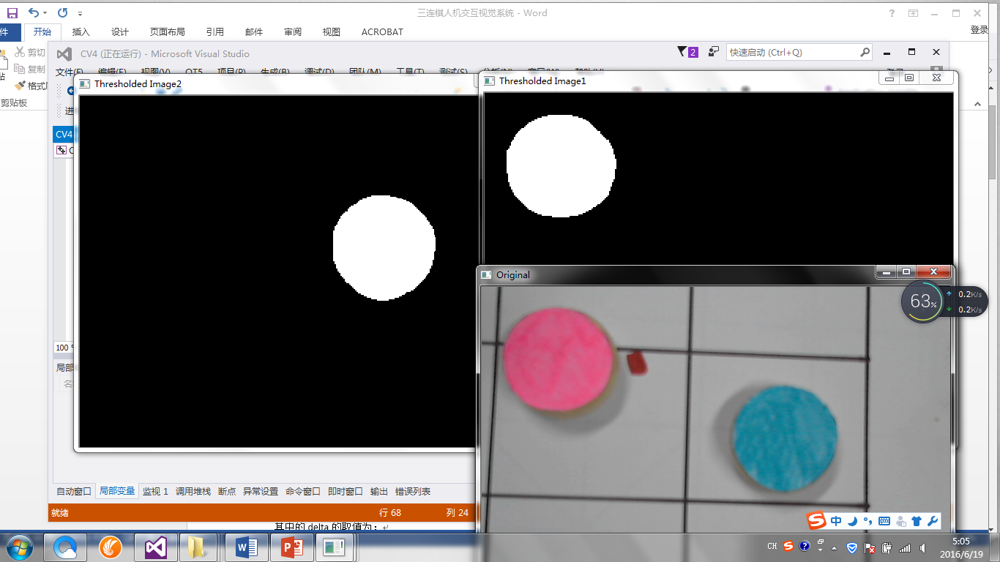 三连棋人机交互视觉系统 - Word
件 开始 插入 设计 页面布局 引用 邮件 审阅 视图 ACROBAT 登录
剪切
复制
格式
贴
剪贴板
CV4 (正在运行) - Microsoft Visual Studio
2
快速启动 (Ctrl+Q)
文件(F) 编辑(E) 视图(V) QT5 项目(P) 生成(B) 调试(D) 团队(M) 工具(T) 测试(S)
Thresholded Image2
Thresholded Image1
进
CV4
Original
63%
0.2K/s
0.2K/s
100 %
局部
名
自动窗口 局部变量 监视 1 调用堆栈 断点 异常设置 命令窗口 即时窗口 输出 错误列表
就绪 行 68 列 24
其中的 delta 的取值为：
中
CH
5:05
2016/6/19